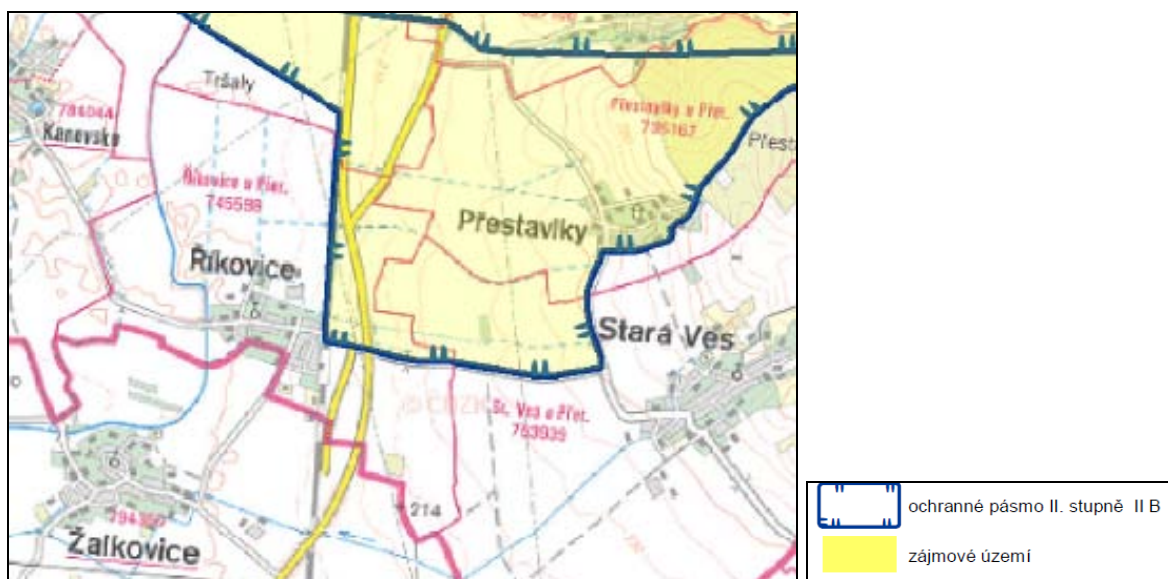 Tršaly
784044
Kanovsko
Přestavlky u Přer.
735167
Říkovice u Přer.
745588
Přestavlky
Říkovice
Stará Ves
St. Ves u Přer.
753939
794350
214
Žalkovice
ochranné pásmo II. stupně II B
zájmové území